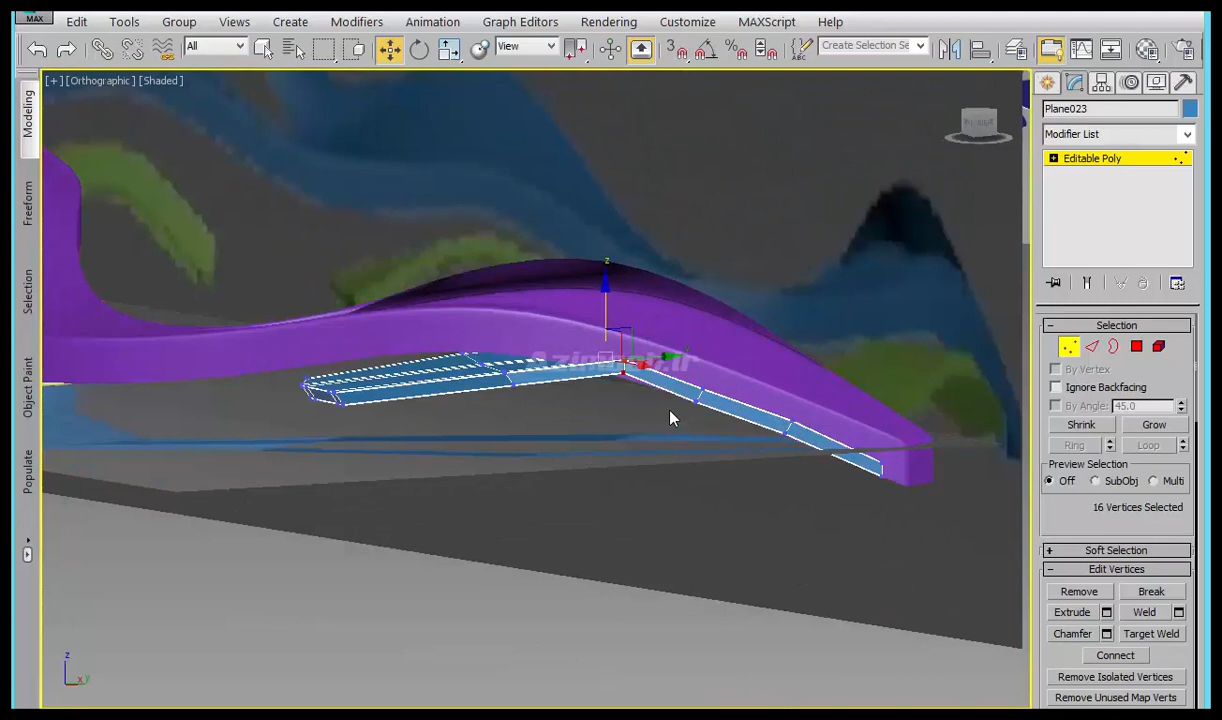 MAX
Edit Tools Group Views Create Modifiers Animation Graph Editors Rendering Customize MAXScript Help
All View Create Selection Se
[+] [Orthographic] [Shaded]
Modeling
Freeform
Selection
Object Paint
Populate
z
z
x y
Plane023
Modifier List
Editable Poly
Selection
By Vertex
Ignore Backfacing
By Angle: 45.0
Shrink Grow
Ring Loop
Preview Selection
Off SubObj Multi
16 Vertices Selected
Soft Selection
Edit Vertices
Remove Break
Extrude Weld
Chamfer Target Weld
Connect
Remove Isolated Vertices
Remove Unused Map Verts